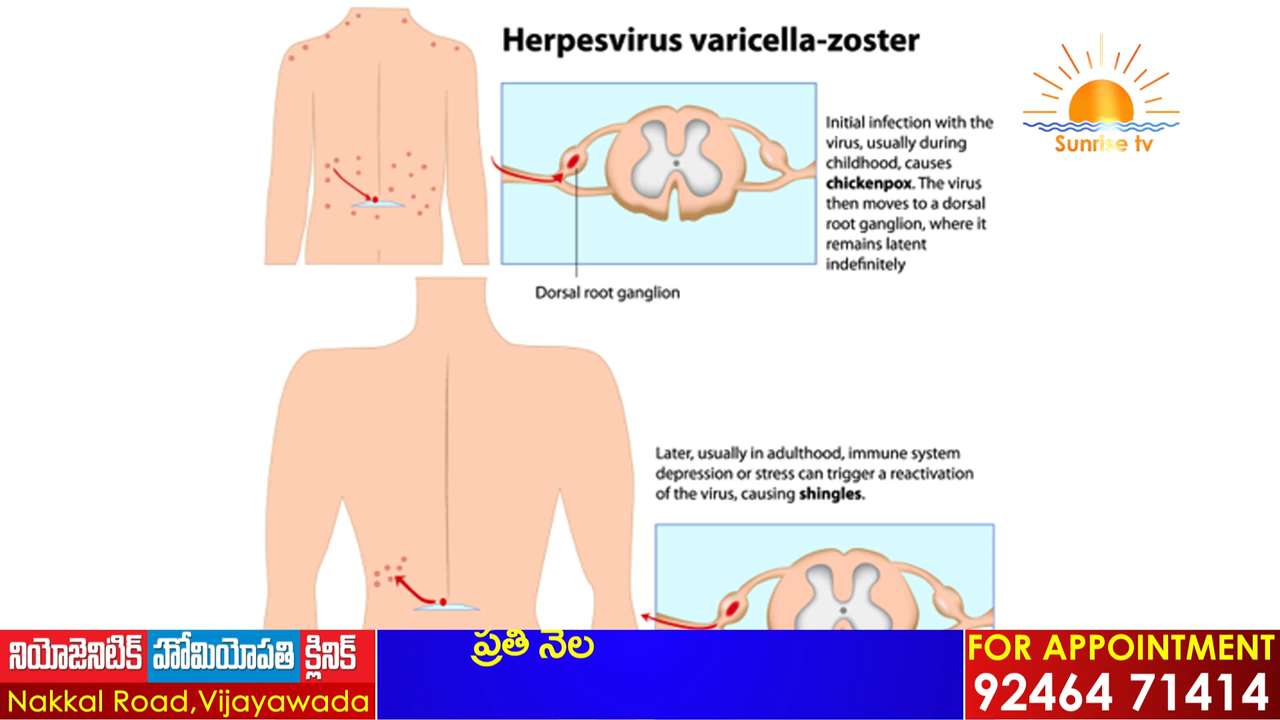 Herpesvirus varicella-zoster
Initial infection with the
virus, usually during
childhood, causes
chickenpox. The virus
then moves to a dorsal
root ganglion, where it
remains latent
indefinitely
Dorsal root ganglion
Sunrise tv
Later, usually in adulthood, immune system
depression or stress can trigger a reactivation
of the virus, causing shingles.
నియోజెనిటిక్ హోమియోపతి క్లినిక్
Nakkal Road,Vijayawada
ప్రతి నెల
FOR APPOINTMENT
92464 71414